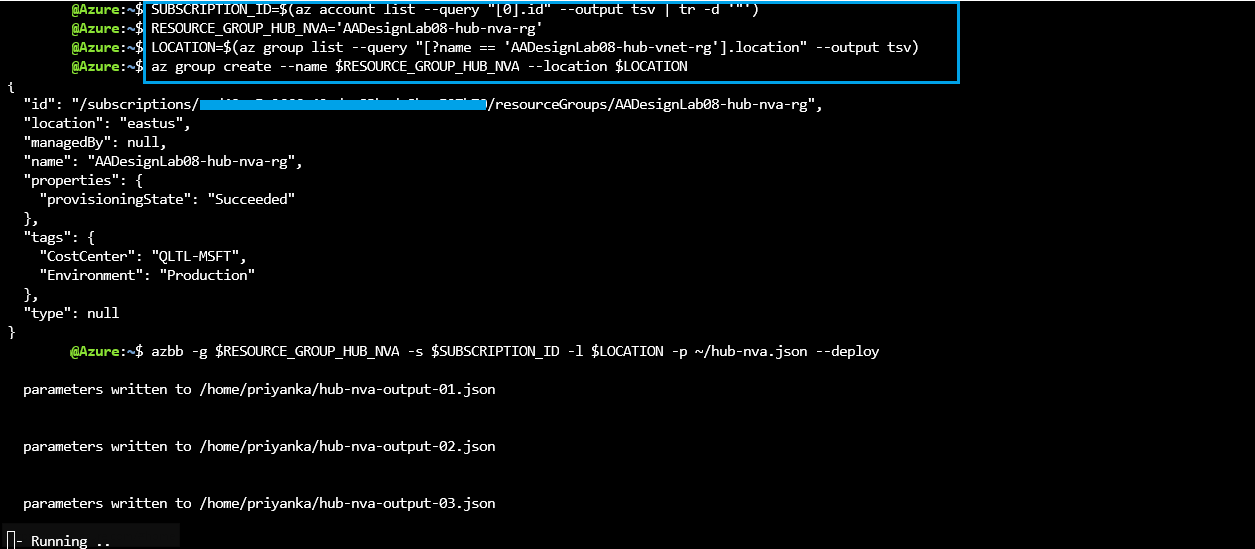 @Azure:~$ SUBSCRIPTION_ID=$(az account list --query "[0].id" --output tsv | tr -d '"')
@Azure:~$ RESOURCE_GROUP_HUB_NVA='AADesignLab08-hub-nva-rg'
@Azure:~$ LOCATION=$(az group list --query "[?name == 'AADesignLab08-hub-vnet-rg'].location" --output tsv)
@Azure:~$ az group create --name $RESOURCE_GROUP_HUB_NVA --location $LOCATION
{
  "id": "/subscriptions/ /resourceGroups/AADesignLab08-hub-nva-rg",
  "location": "eastus",
  "managedBy": null,
  "name": "AADesignLab08-hub-nva-rg",
  "properties": {
    "provisioningState": "Succeeded"
  },
  "tags": {
    "CostCenter": "QLTL-MSFT",
    "Environment": "Production"
  },
  "type": null
}
@Azure:~$ azbb -g $RESOURCE_GROUP_HUB_NVA -s $SUBSCRIPTION_ID -l $LOCATION -p ~/hub-nva.json --deploy
parameters written to /home/priyanka/hub-nva-output-01.json
parameters written to /home/priyanka/hub-nva-output-02.json
parameters written to /home/priyanka/hub-nva-output-03.json
- Running ..